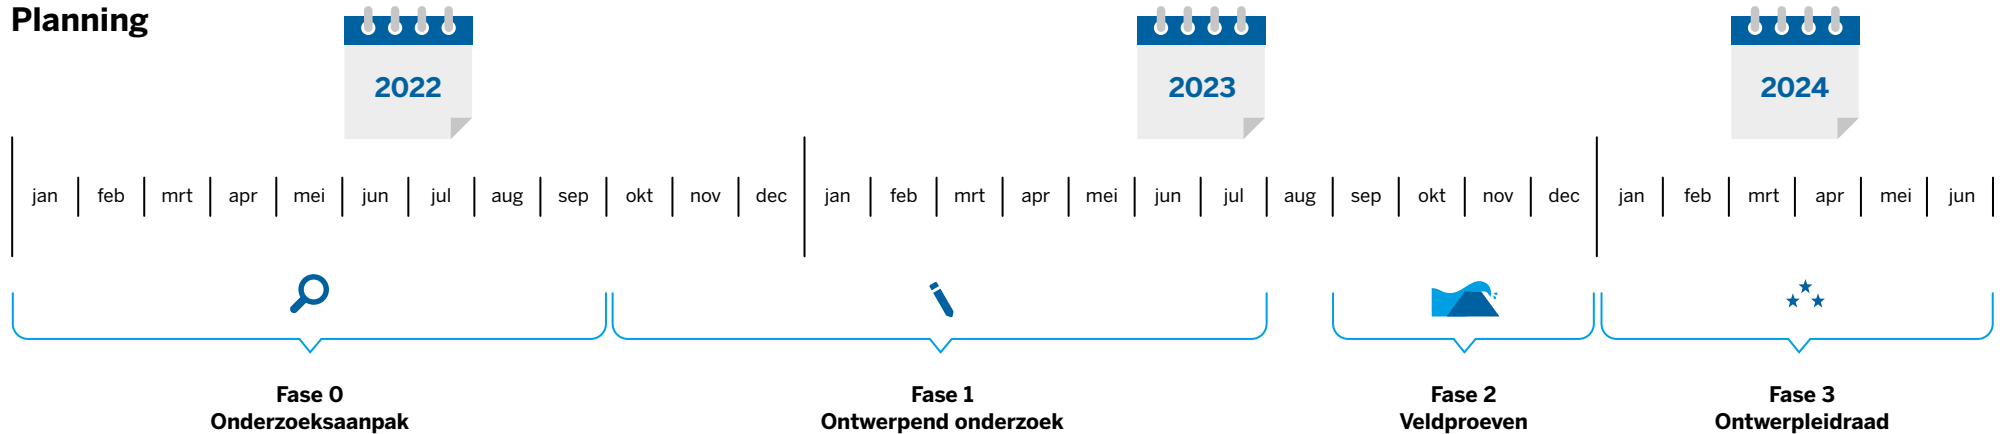 Planning
2022
2023
2024
jan feb mrt apr mei jun jul aug sep okt nov dec jan feb mrt apr mei jun jul aug sep okt nov dec jan feb mrt apr mei jun
Fase 0
Onderzoeksaanpak
Fase 1
Ontwerpend onderzoek
Fase 2
Veldproeven
Fase 3
Ontwerpleidraad